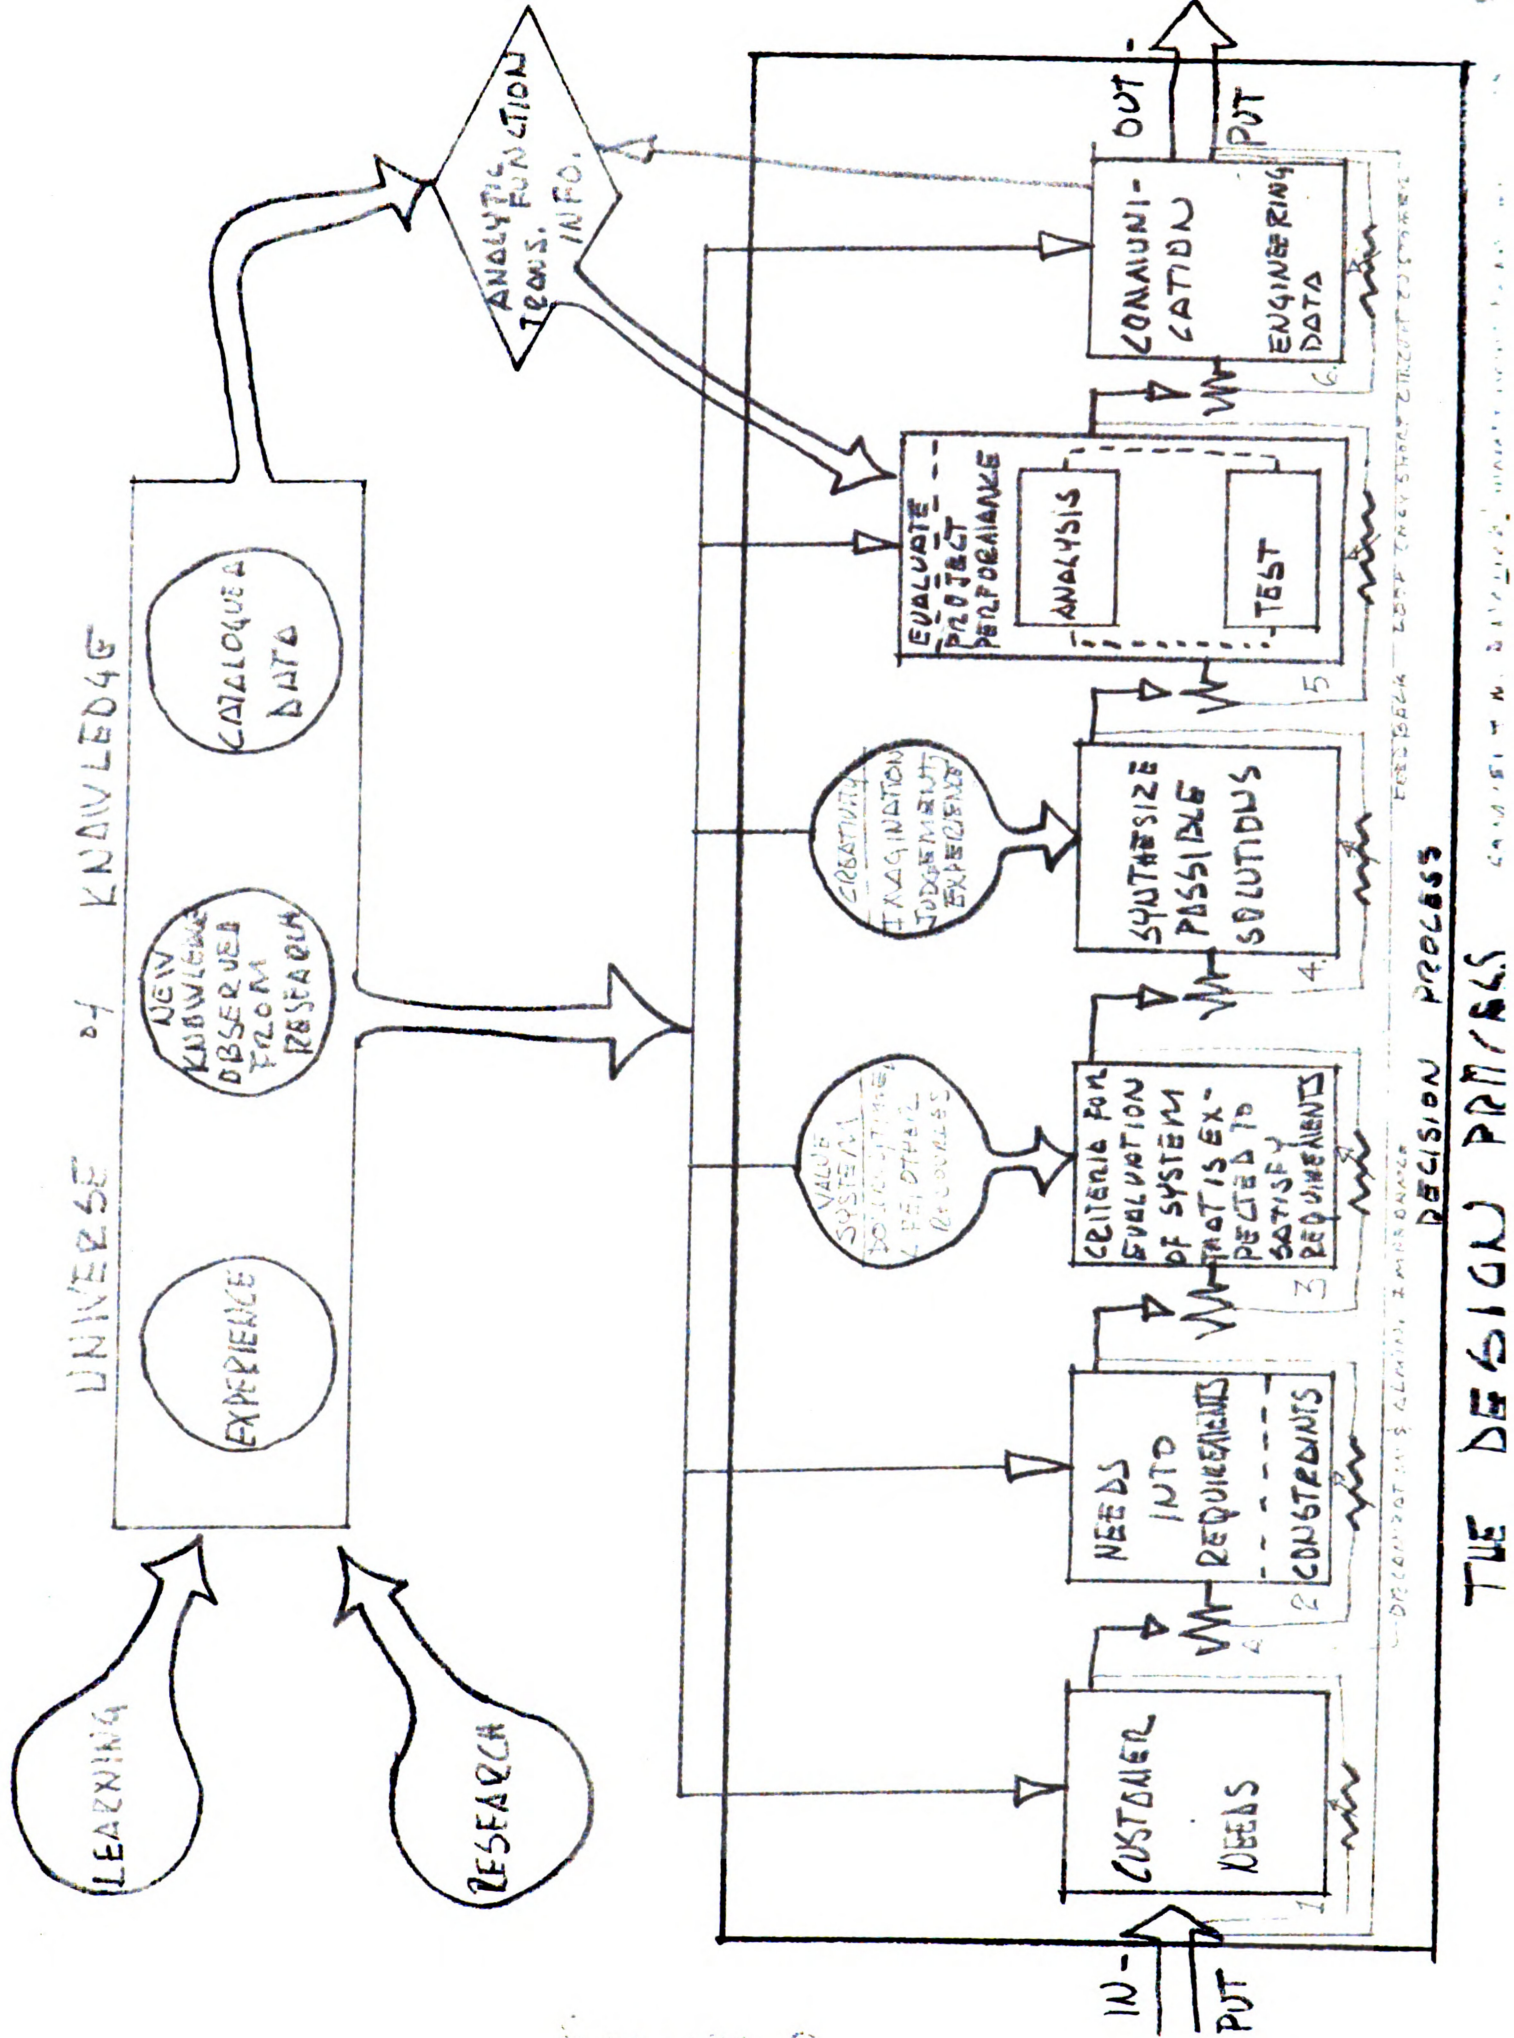 UNIVERSE of KNOWLEDGE
LEARNING
RESEARCH
EXPERIENCE
NEW
KNOWLEDGE
OBSERVED
FROM
RESEARCH
CATALOGUED
DATA
ANALYTIC
TRANS. FUNCTION
INFO.
VALUE
SYSTEM
CREATIVITY
IMAGINATION
JUDGEMENT
EXPERIENCE
IN-
PUT
CUSTOMER
NEEDS
1
NEEDS
INTO
REQUIREMENTS
CONSTRAINTS
2
CRITERIA FOR
EVALUATION
OF SYSTEM
THAT IS EX-
PECTED TO
SATISFY
REQUIREMENTS
3
SYNTHESIZE
POSSIBLE
SOLUTIONS
4.
EVALUATE
PROJECT
PERFORMANCE
ANALYSIS
TEST
5
COMMUNI-
CATION
ENGINEERING
DATA
6.
OUT-
PUT
FEEDBACK LOOP
DECISION PROCESS
THE DESIGN